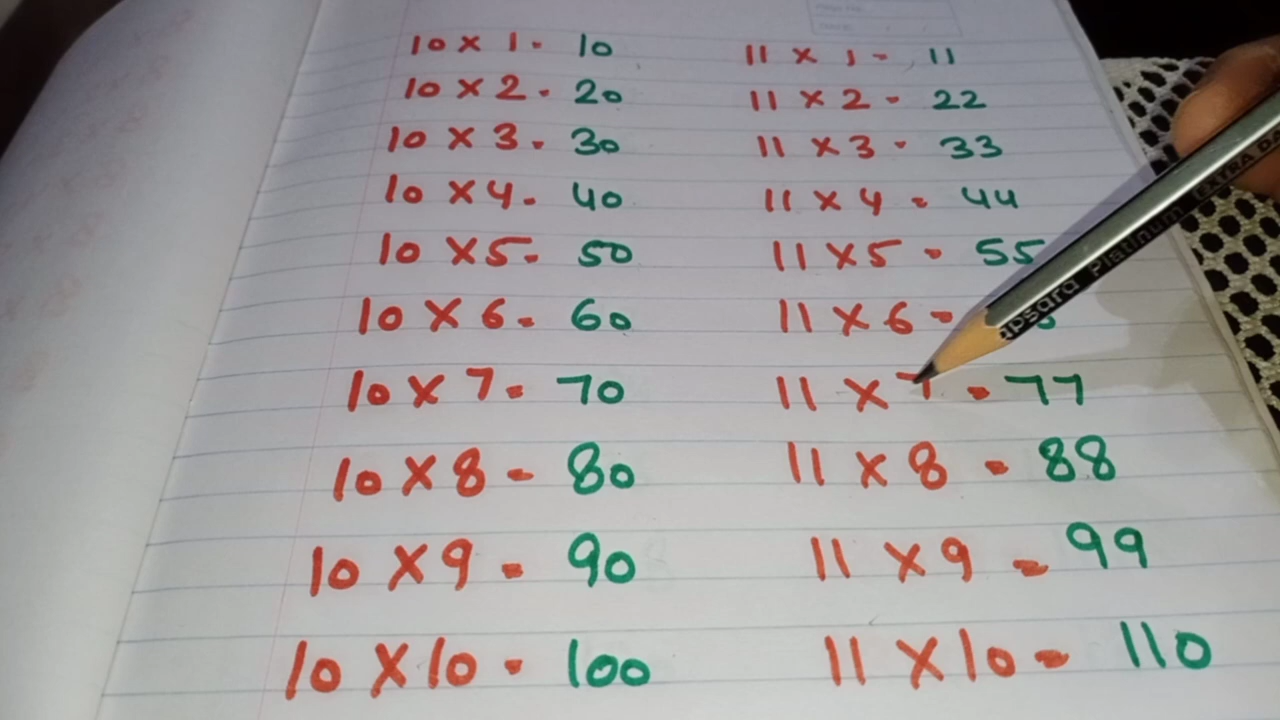 10 x 1 = 10 11 x 1 = 11
10 x 2 = 20 11 x 2 = 22
10 x 3 = 30 11 x 3 = 33
10 x 4 = 40 11 x 4 = 44
10 x 5 = 50 11 x 5 = 55
10 x 6 = 60 11 x 6 =
10 x 7 = 70 11 x 7 = 77
10 x 8 = 80 11 x 8 = 88
10 x 9 = 90 11 x 9 = 99
10 x 10 = 100 11 x 10 = 110
apsara Platinum EXTRA